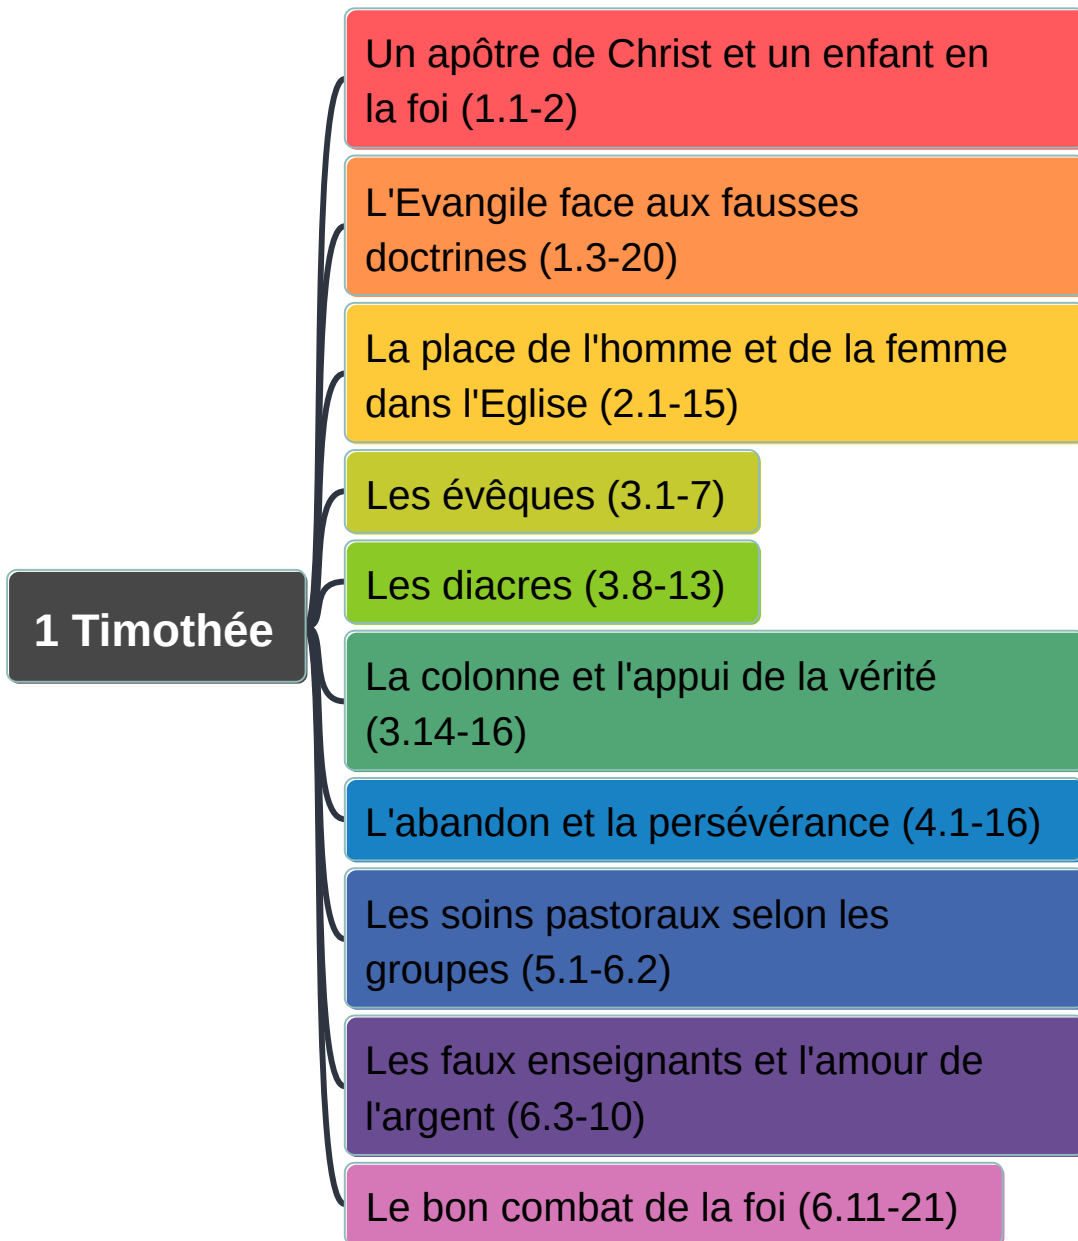 Un apôtre de Christ et un enfant en
la foi (1.1-2)
L'Evangile face aux fausses
doctrines (1.3-20)
La place de l'homme et de la femme
dans l'Eglise (2.1-15)
Les évêques (3.1-7)
Les diacres (3.8-13)
1 Timothée
La colonne et l'appui de la vérité
(3.14-16)
L'abandon et la persévérance (4.1-16)
Les soins pastoraux selon les
groupes (5.1-6.2)
Les faux enseignants et l'amour de
l'argent (6.3-10)
Le bon combat de la foi (6.11-21)